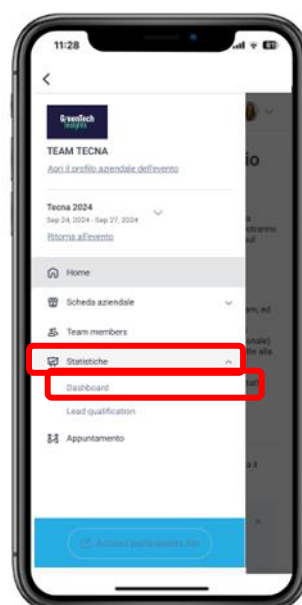 11:28
GreenTech
Insights
TEAM TECNA
Apri il profilo aziendale dell'evento
Tecna 2024
Sep 24, 2024 - Sep 27, 2024
Ritorna all'evento
Home
Scheda aziendale
Team members
Statistiche
Dashboard
Lead qualification
Appuntamento